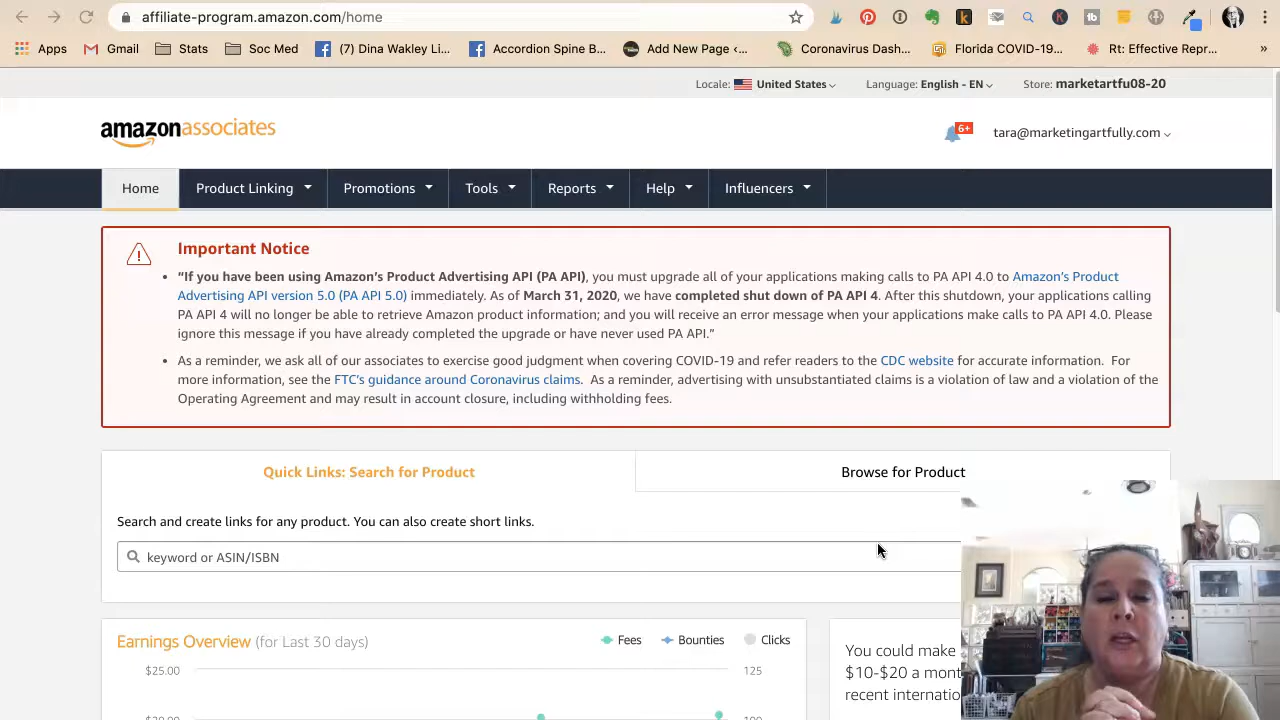 affiliate-program.amazon.com/home
Apps Gmail Stats Soc Med (7) Dina Wakley Li... Accordion Spine B... Add New Page ‹... Coronavirus Dash... Florida COVID-19... Rt: Effective Repr... »
Locale: United States Language: English - EN Store: marketartfu08-20
amazonassociates
6+ tara@marketingartfully.com
Home Product Linking Promotions Tools Reports Help Influencers
Important Notice
• “If you have been using Amazon’s Product Advertising API (PA API), you must upgrade all of your applications making calls to PA API 4.0 to Amazon’s Product
Advertising API version 5.0 (PA API 5.0) immediately. As of March 31, 2020, we have completed shut down of PA API 4. After this shutdown, your applications calling
PA API 4 will no longer be able to retrieve Amazon product information; and you will receive an error message when your applications make calls to PA API 4.0. Please
ignore this message if you have already completed the upgrade or have never used PA API.”
• As a reminder, we ask all of our associates to exercise good judgment when covering COVID-19 and refer readers to the CDC website for accurate information. For
more information, see the FTC’s guidance around Coronavirus claims. As a reminder, advertising with unsubstantiated claims is a violation of law and a violation of the
Operating Agreement and may result in account closure, including withholding fees.
Quick Links: Search for Product Browse for Product
Search and create links for any product. You can also create short links.
keyword or ASIN/ISBN
Earnings Overview (for Last 30 days) Fees Bounties Clicks
You could make
$25.00 125
$10-$20 a mont
recent internatio